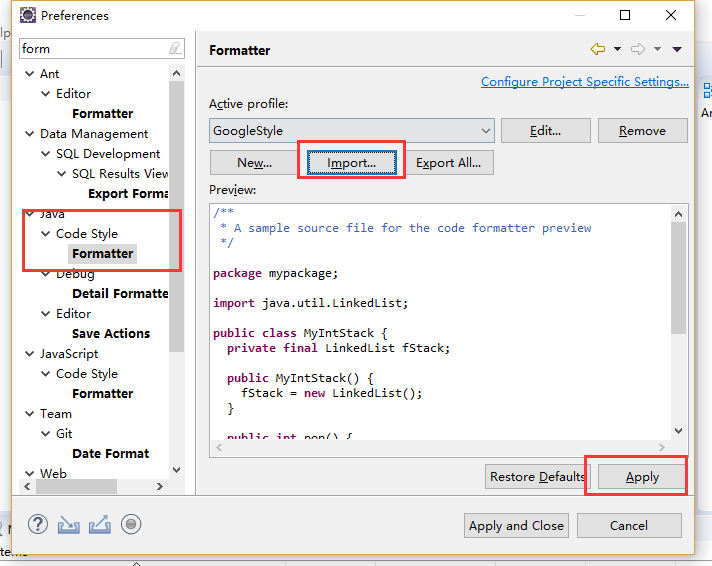 Preferences
form
Ant
Editor
Formatter
Data Management
SQL Development
SQL Results View
Export Forma
Java
Code Style
Formatter
Debug
Detail Formatte
Editor
Save Actions
JavaScript
Code Style
Formatter
Team
Git
Date Format
Web
Formatter
Configure Project Specific Settings...
Active profile:
GoogleStyle
Edit...
Remove
New...
Import...
Export All...
Preview:
/**
* A sample source file for the code formatter preview
*/
package mypackage;
import java.util.LinkedList;
public class MyIntStack {
private final LinkedList fStack;
public MyIntStack() {
fStack = new LinkedList();
}
public int pop() {
Restore Defaults
Apply
Apply and Close
Cancel